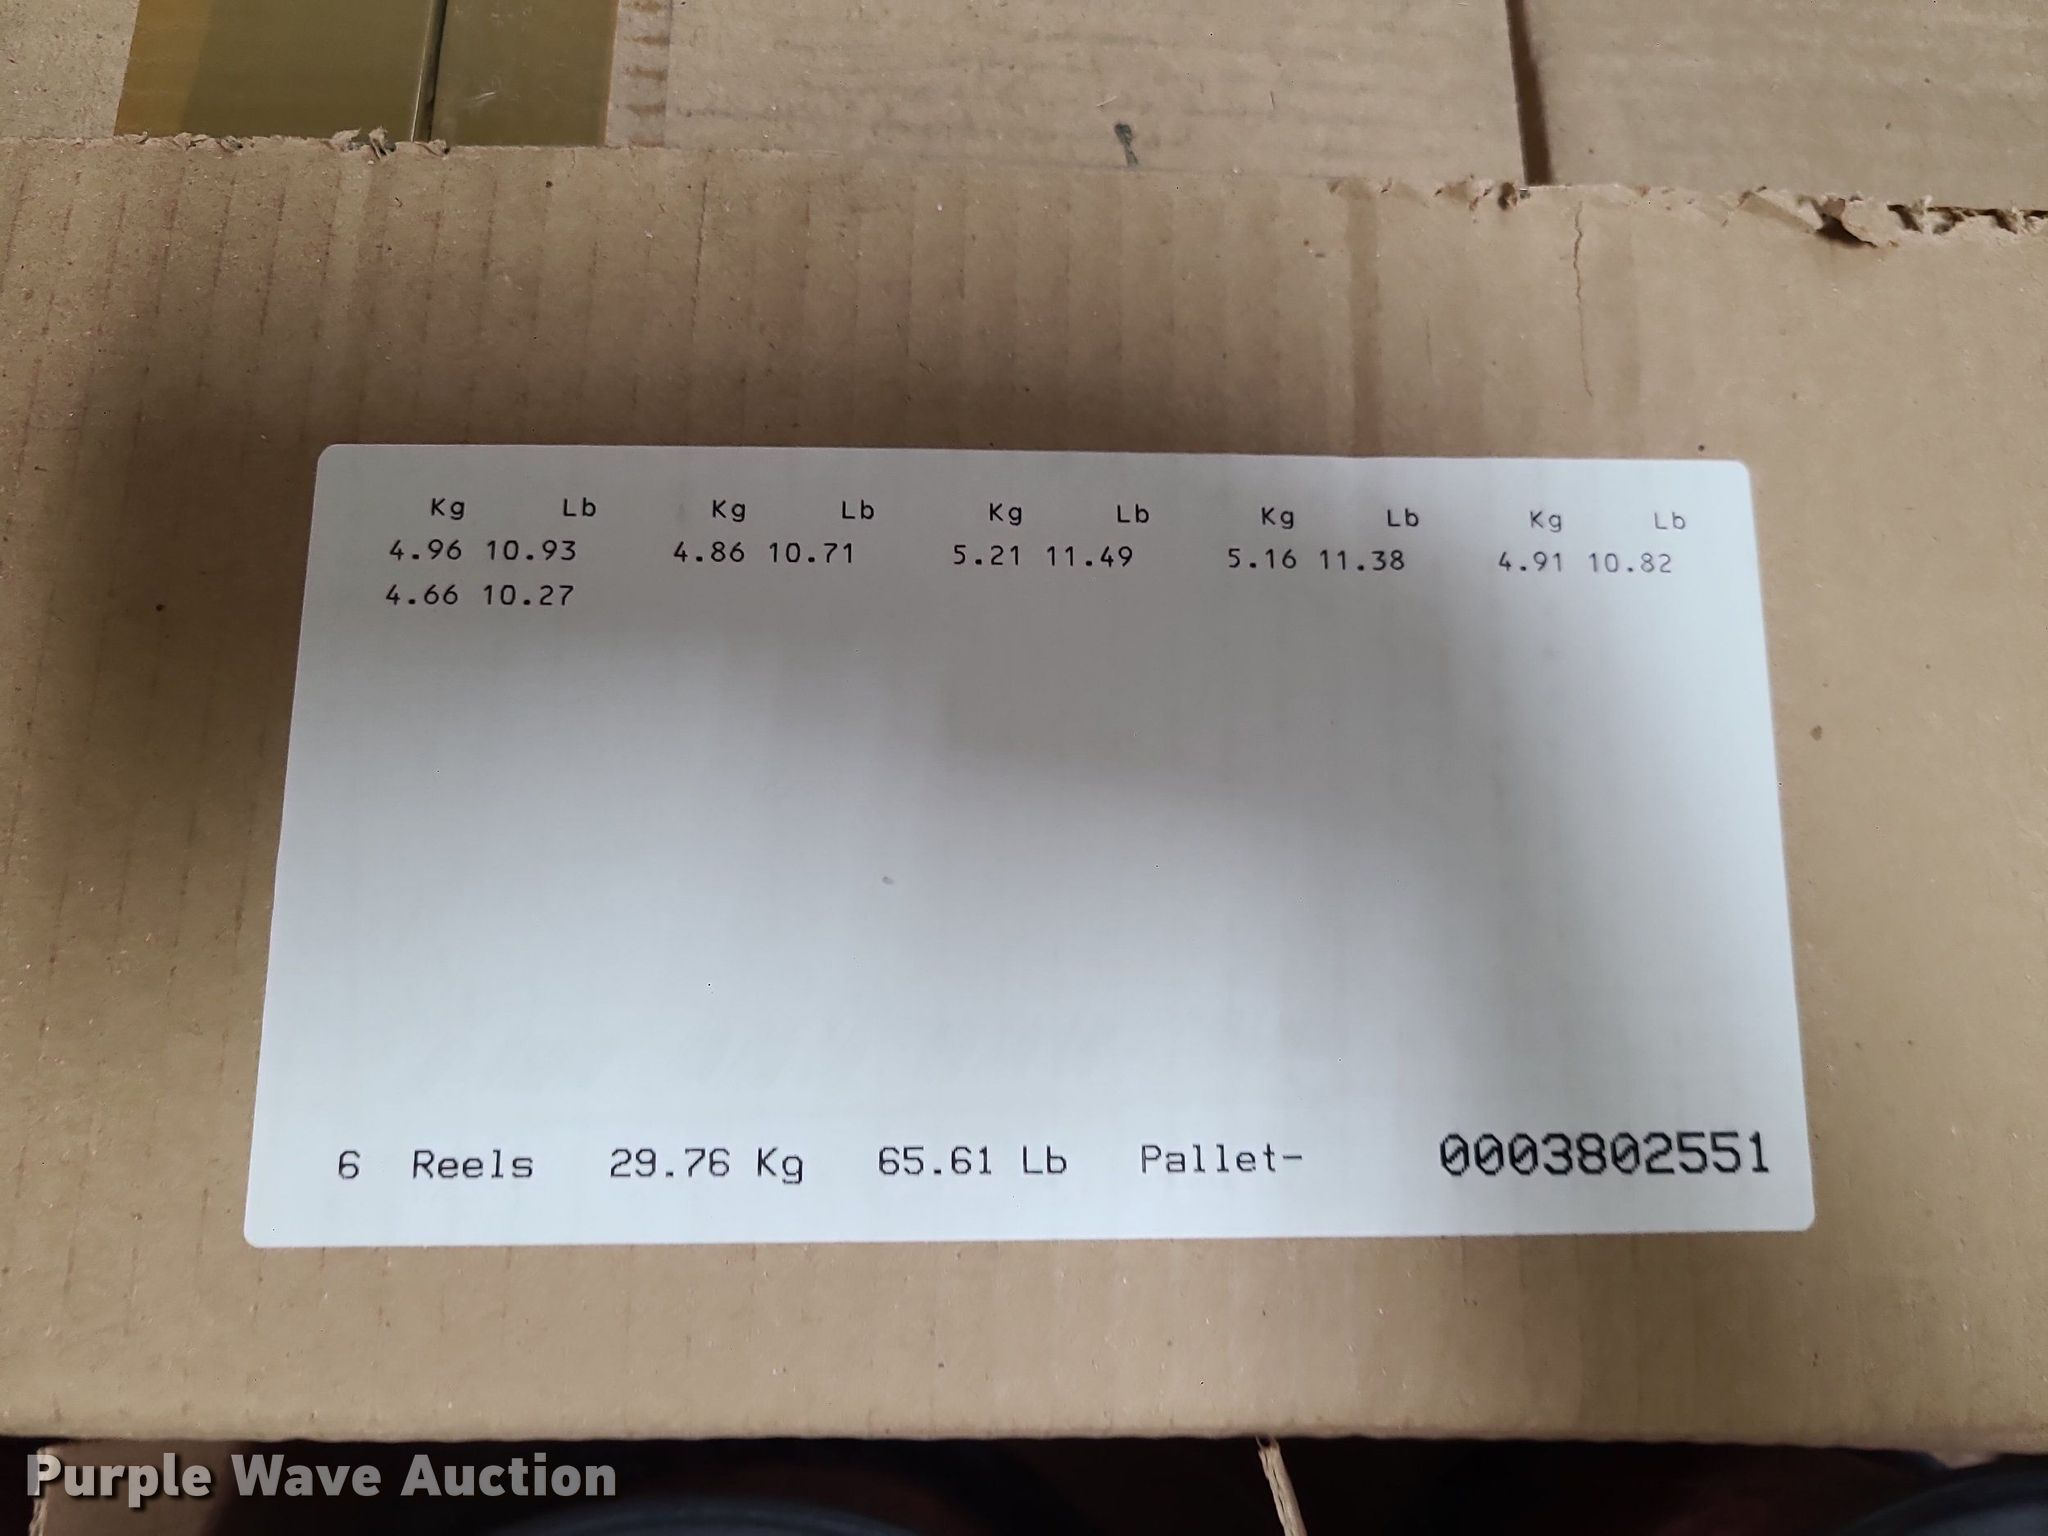 Kg Lb Kg Lb Kg Lb Kg Lb Kg Lb
4.96 10.93 4.86 10.71 5.21 11.49 5.16 11.38 4.91 10.82
4.66 10.27
6 Reels 29.76 Kg 65.61 Lb Pallet- 0003802551
Purple Wave Auction